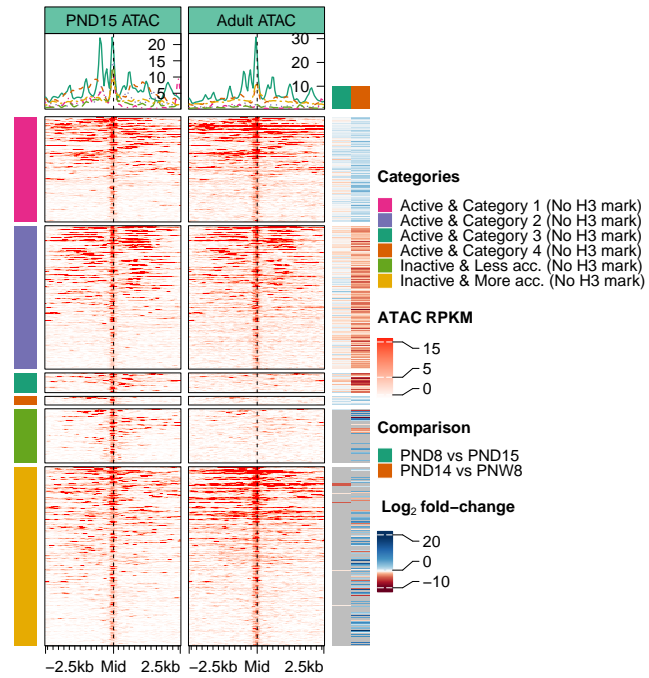 PND15 ATAC
Adult ATAC
20
15
10
5
30
20
10
Categories
Active & Category 1 (No H3 mark)
Active & Category 2 (No H3 mark)
Active & Category 3 (No H3 mark)
Active & Category 4 (No H3 mark)
Inactive & Less acc. (No H3 mark)
Inactive & More acc. (No H3 mark)
ATAC RPKM
15
5
0
Comparison
PND8 vs PND15
PND14 vs PNW8
Log₂ fold−change
20
0
−10
−2.5kb Mid 2.5kb
−2.5kb Mid 2.5kb